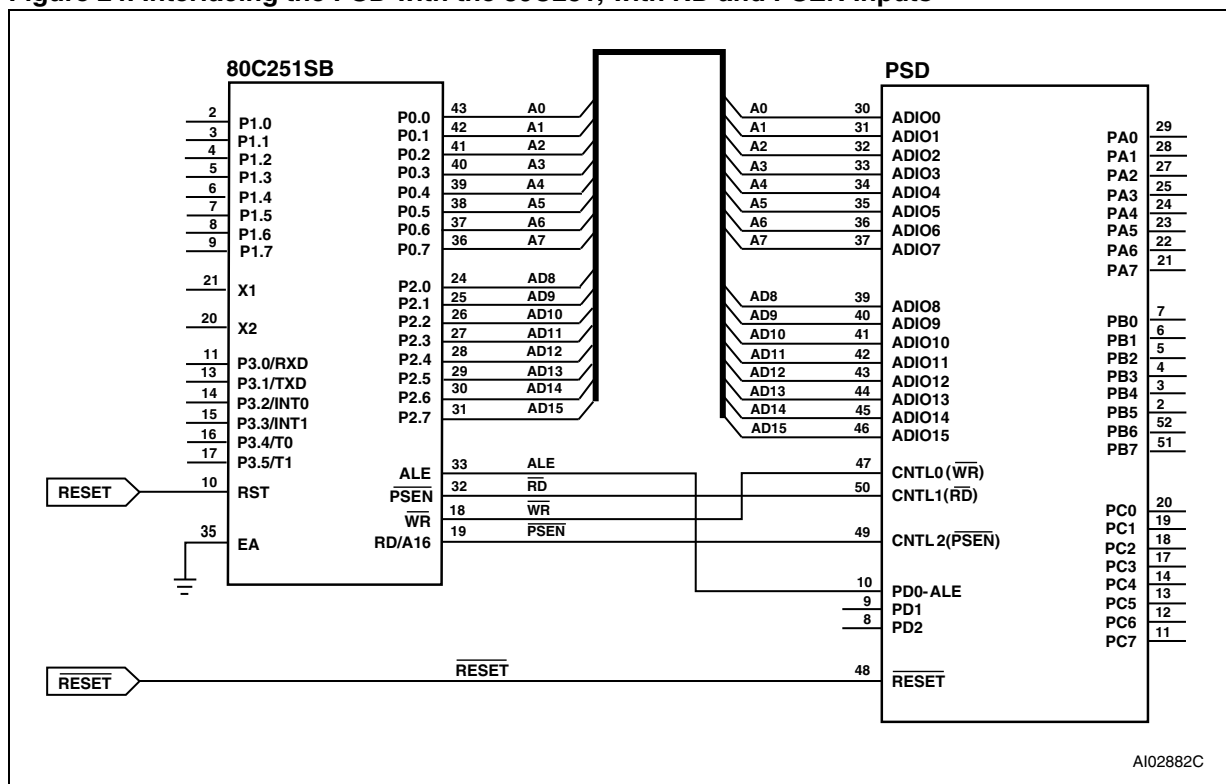 Figure Interfacing the PSD with the with RD and PSEN inputs
80C251SB
2 P1.0
3 P1.1
4 P1.2
5 P1.3
6 P1.4
7 P1.5
8 P1.6
9 P1.7
21 X1
20 X2
11 P3.0/RXD
13 P3.1/TXD
14 P3.2/INT0
15 P3.3/INT1
16 P3.4/T0
17 P3.5/T1
RESET 10 RST
35 EA
P0.0 43 A0
P0.1 42 A1
P0.2 41 A2
P0.3 40 A3
P0.4 39 A4
P0.5 38 A5
P0.6 37 A6
P0.7 36 A7
P2.0 24 AD8
P2.1 25 AD9
P2.2 26 AD10
P2.3 27 AD11
P2.4 28 AD12
P2.5 29 AD13
P2.6 30 AD14
P2.7 31 AD15
ALE 33 ALE
PSEN 32 RD
WR 18 WR
RD/A16 19 PSEN
PSD
A0 30 ADIO0
A1 31 ADIO1
A2 32 ADIO2
A3 33 ADIO3
A4 34 ADIO4
A5 35 ADIO5
A6 36 ADIO6
A7 37 ADIO7
AD8 39 ADIO8
AD9 40 ADIO9
AD10 41 ADIO10
AD11 42 ADIO11
AD12 43 ADIO12
AD13 44 ADIO13
AD14 45 ADIO14
AD15 46 ADIO15
47 CNTL0(WR)
50 CNTL1(RD)
49 CNTL 2(PSEN)
10 PD0-ALE
9 PD1
8 PD2
RESET RESET 48 RESET
PA0 29
PA1 28
PA2 27
PA3 25
PA4 24
PA5 23
PA6 22
PA7 21
PB0 7
PB1 6
PB2 5
PB3 4
PB4 3
PB5 2
PB6 52
PB7 51
PC0 20
PC1 19
PC2 18
PC3 17
PC4 14
PC5 13
PC6 12
PC7 11
AI02882C